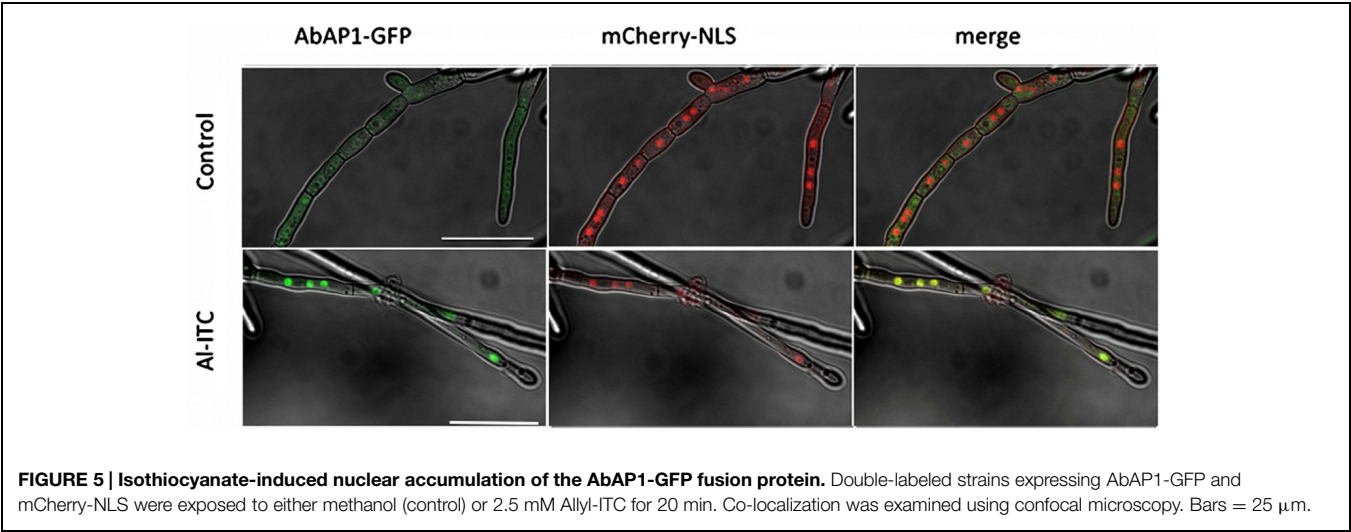 AbAP1-GFP mCherry-NLS merge
Control
Al-ITC
FIGURE 5 | Isothiocyanate-induced nuclear accumulation of the AbAP1-GFP fusion protein. Double-labeled strains expressing AbAP1-GFP and
mCherry-NLS were exposed to either methanol (control) or 2.5 mM Allyl-ITC for 20 min. Co-localization was examined using confocal microscopy. Bars = 25 μm.